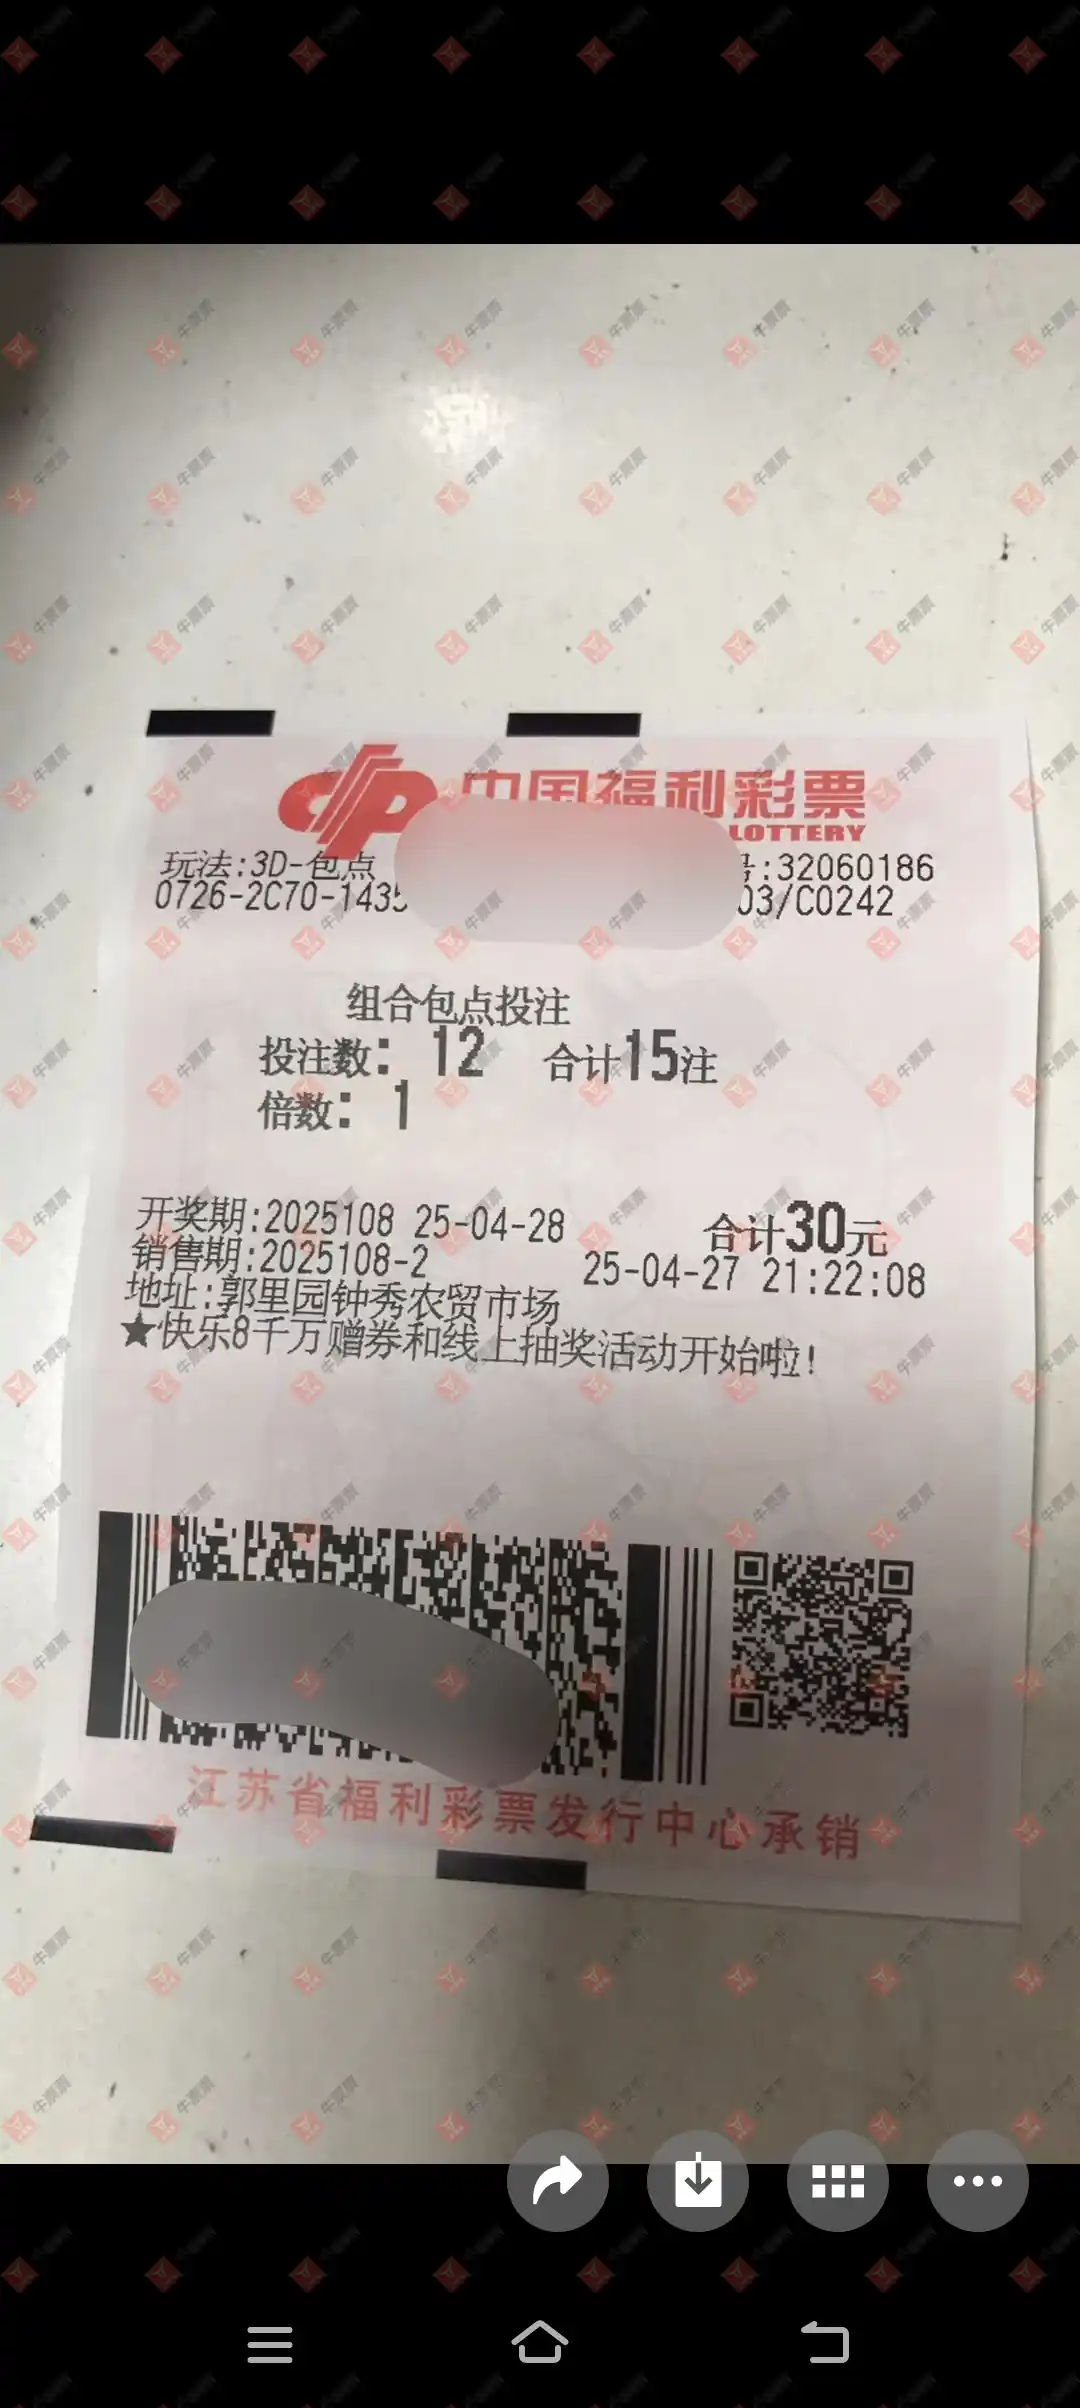 中国福利彩票
LOTTERY
玩法:3D-包点
号:32060186
0726-2C70-1435
03/C0242
组合包点投注
投注数: 12 合计15注
倍数: 1
开奖期:2025108 25-04-28 合计30元
销售期:2025108-2 25-04-27 21:22:08
地址:郭里园钟秀农贸市场
★快乐8千万赠券和线上抽奖活动开始啦!
江苏省福利彩票发行中心承销
牛票票